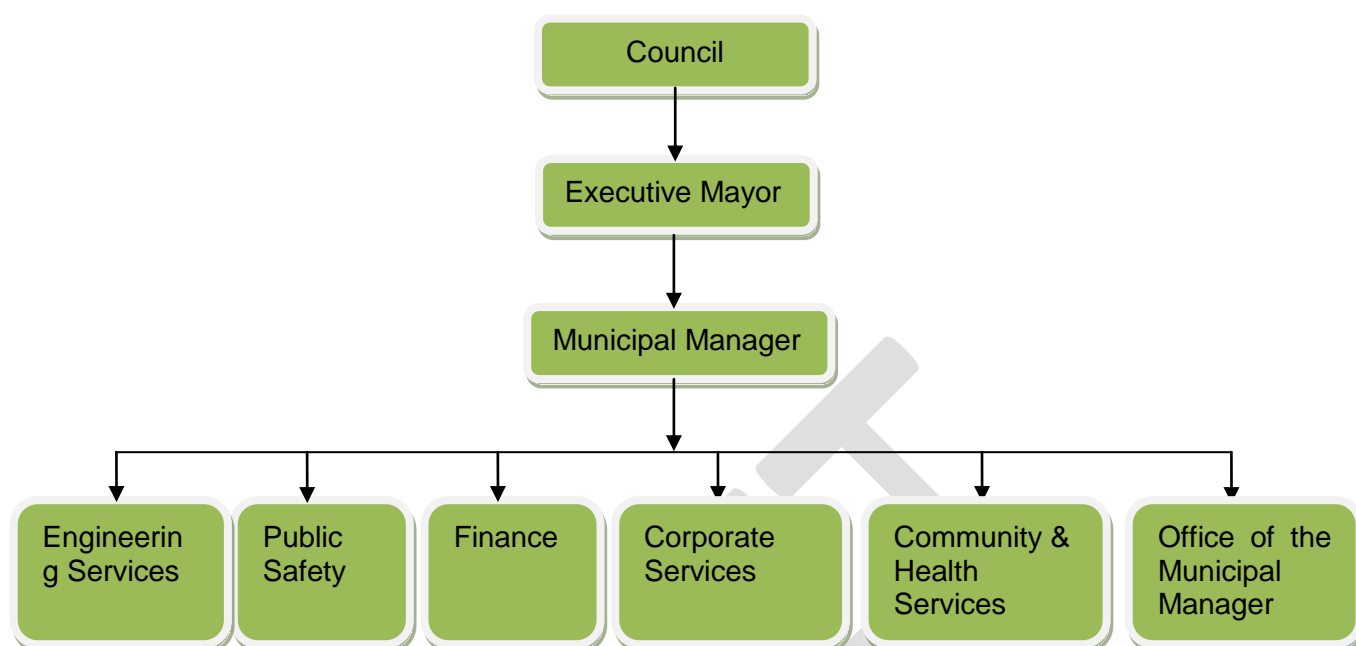 Council
Executive Mayor
Municipal Manager
Engineerin
g Services
Public
Safety
Finance
Corporate
Services
Community &
Health
Services
Office of the
Municipal
Manager